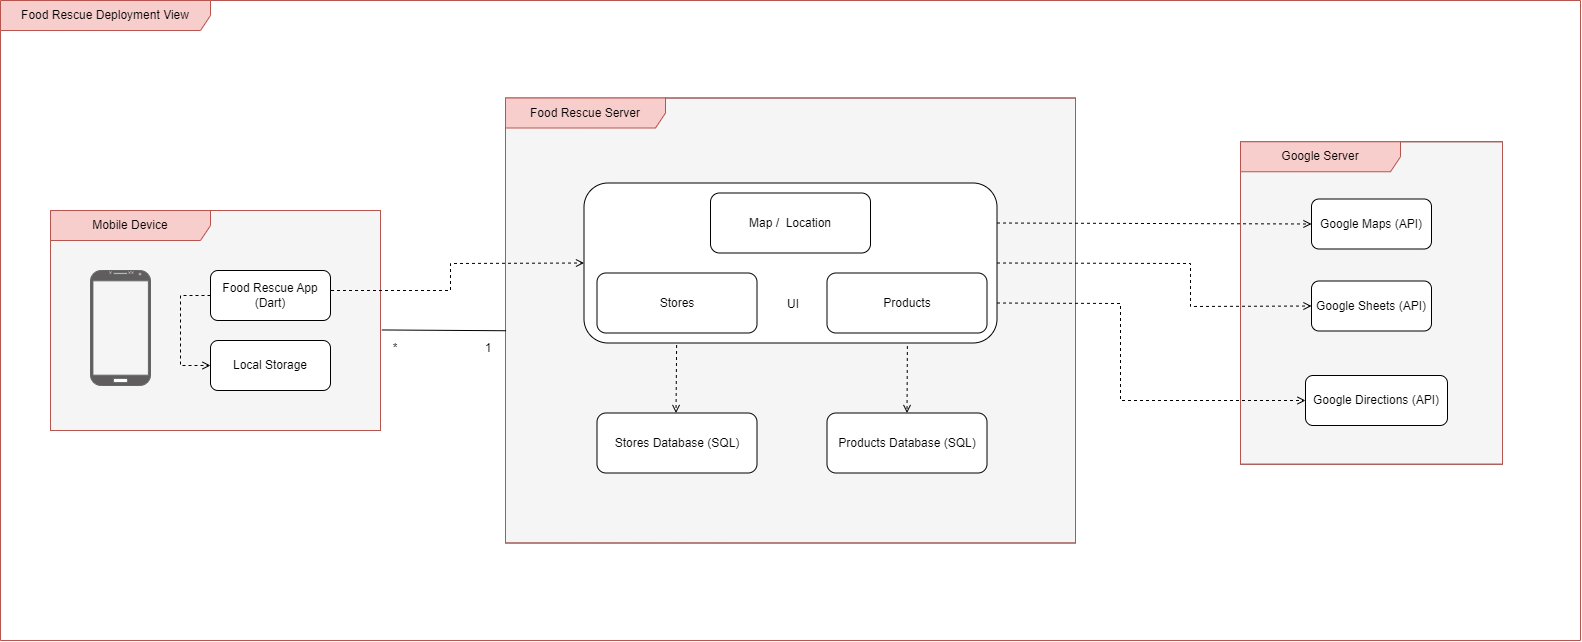 Food Rescue Deployment View
Food Rescue Server
Google Server
Mobile Device
Map /  Location
Google Maps (API)
Food Rescue App
(Dart)
Stores
UI
Products
Google Sheets (API)
*
1
Local Storage
Google Directions (API)
Stores Database (SQL)
Products Database (SQL)